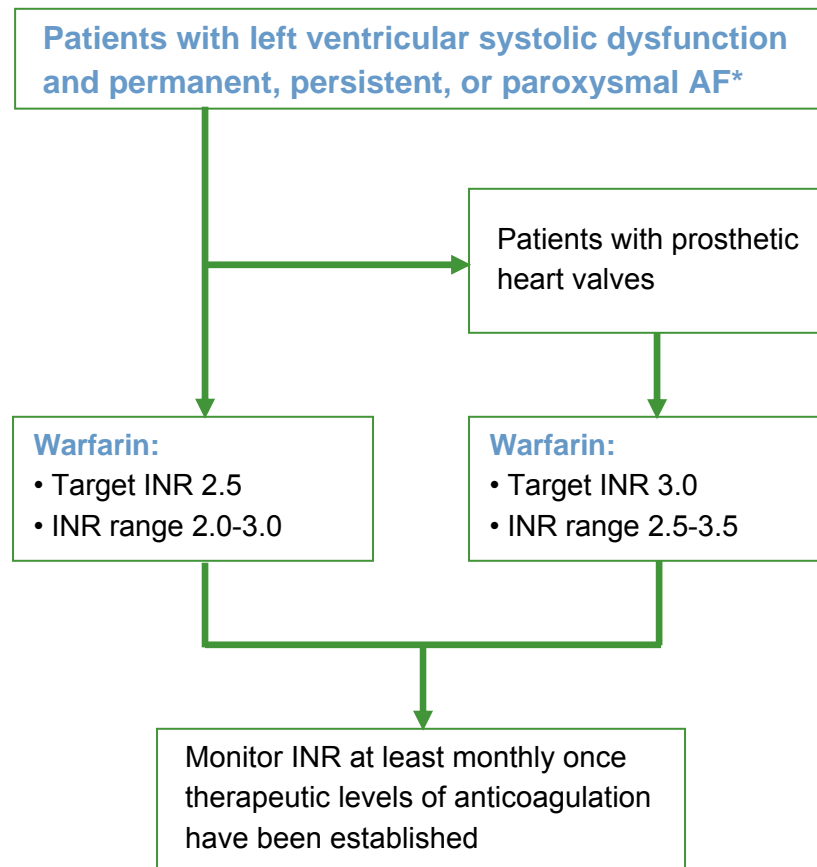 Patients with left ventricular systolic dysfunction
and permanent, persistent, or paroxysmal AF*
Patients with prosthetic
heart valves
Warfarin:
• Target INR 2.5
• INR range 2.0-3.0
Warfarin:
• Target INR 3.0
• INR range 2.5-3.5
Monitor INR at least monthly once
therapeutic levels of anticoagulation
have been established